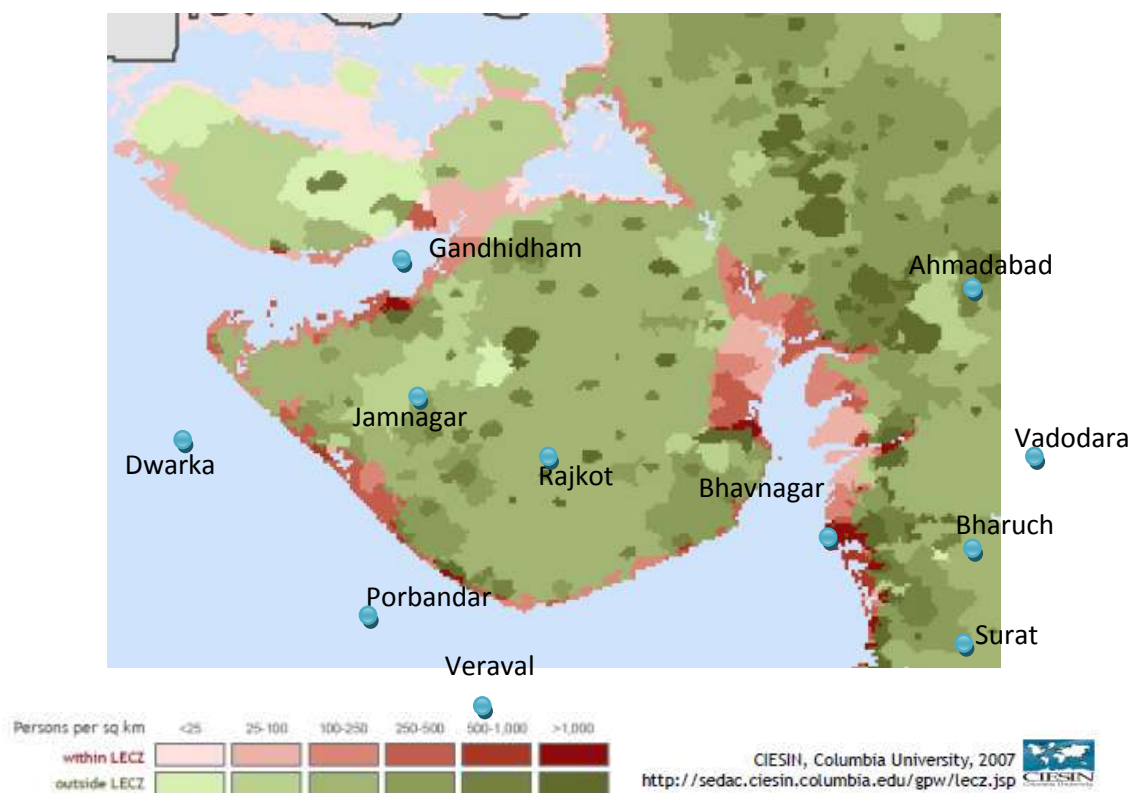 Gandhidham
Ahmadabad
Jamnagar
Dwarka
Rajkot
Bhavnagar
Vadodara
Bharuch
Porbandar
Surat
Veraval
Persons per sq km <25 25-100 100-250 250-500 500-1,000 >1,000
within LECZ
outside LECZ
CIESIN, Columbia University, 2007
http://sedac.ciesin.columbia.edu/gpw/lecz.jsp
CIESIN